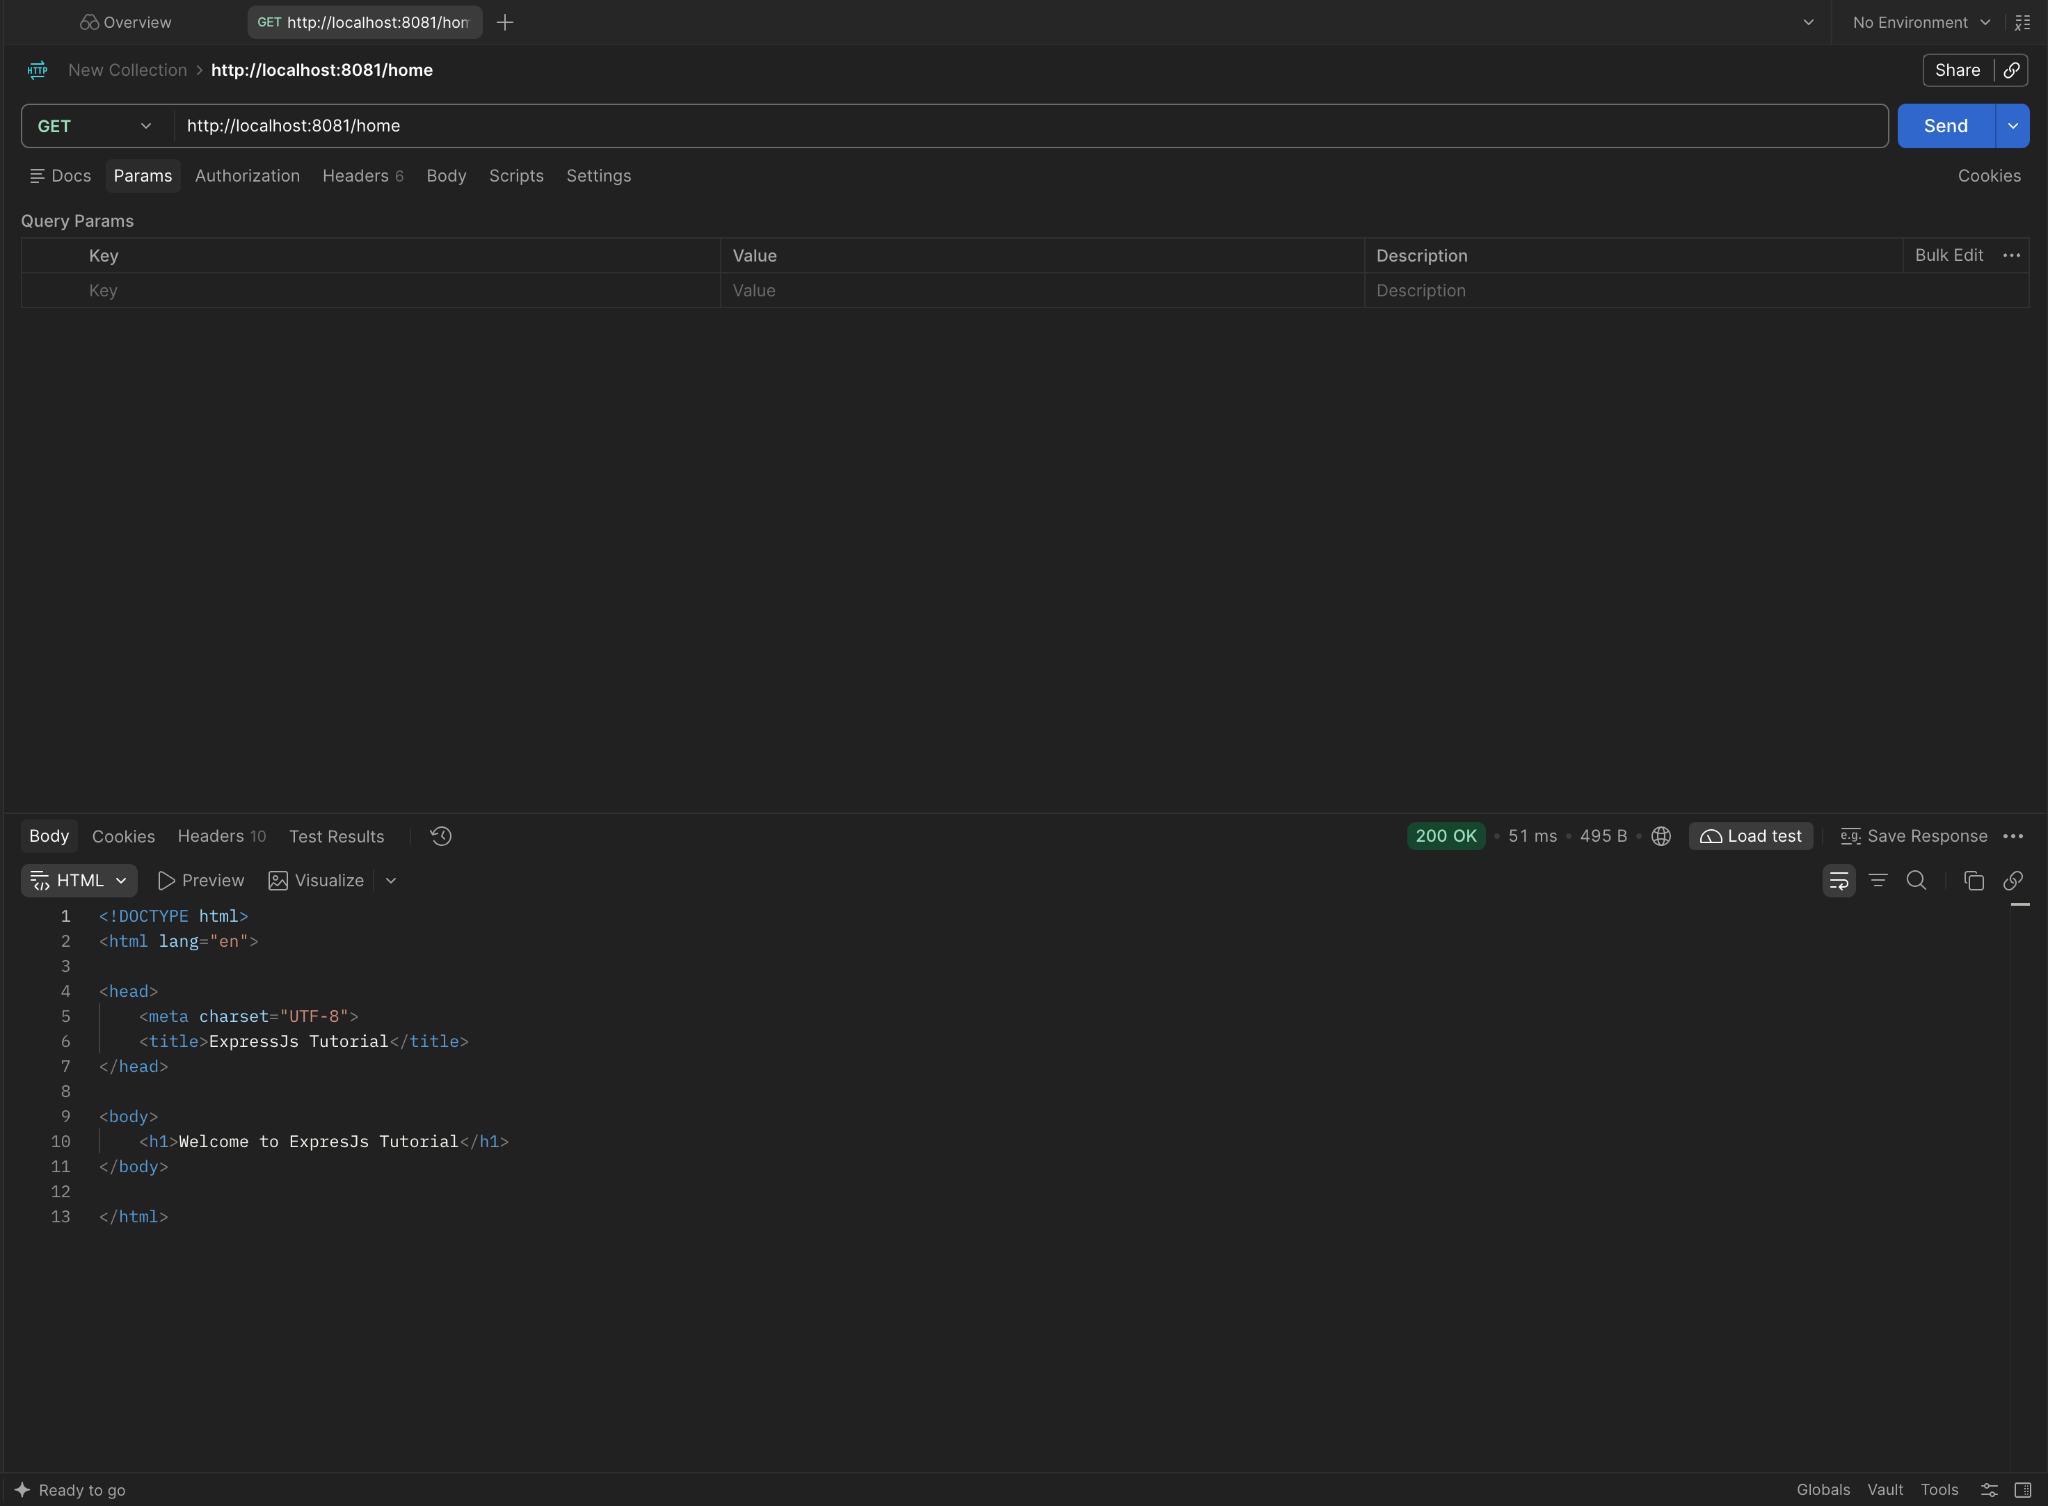 Overview GET http://localhost:8081/hom No Environment
HTTP New Collection > http://localhost:8081/home Share
GET http://localhost:8081/home Send
Docs Params Authorization Headers 6 Body Scripts Settings Cookies
Query Params
Key Value Description Bulk Edit
Key Value Description
Body Cookies Headers 10 Test Results 200 OK • 51 ms • 495 B • Load test e.g. Save Response
HTML Preview Visualize
1 <!DOCTYPE html>
2 <html lang="en">
3
4 <head>
5 <meta charset="UTF-8">
6 <title>ExpressJs Tutorial</title>
7 </head>
8
9 <body>
10 <h1>Welcome to ExpresJs Tutorial</h1>
11 </body>
12
13 </html>
Ready to go Globals Vault Tools